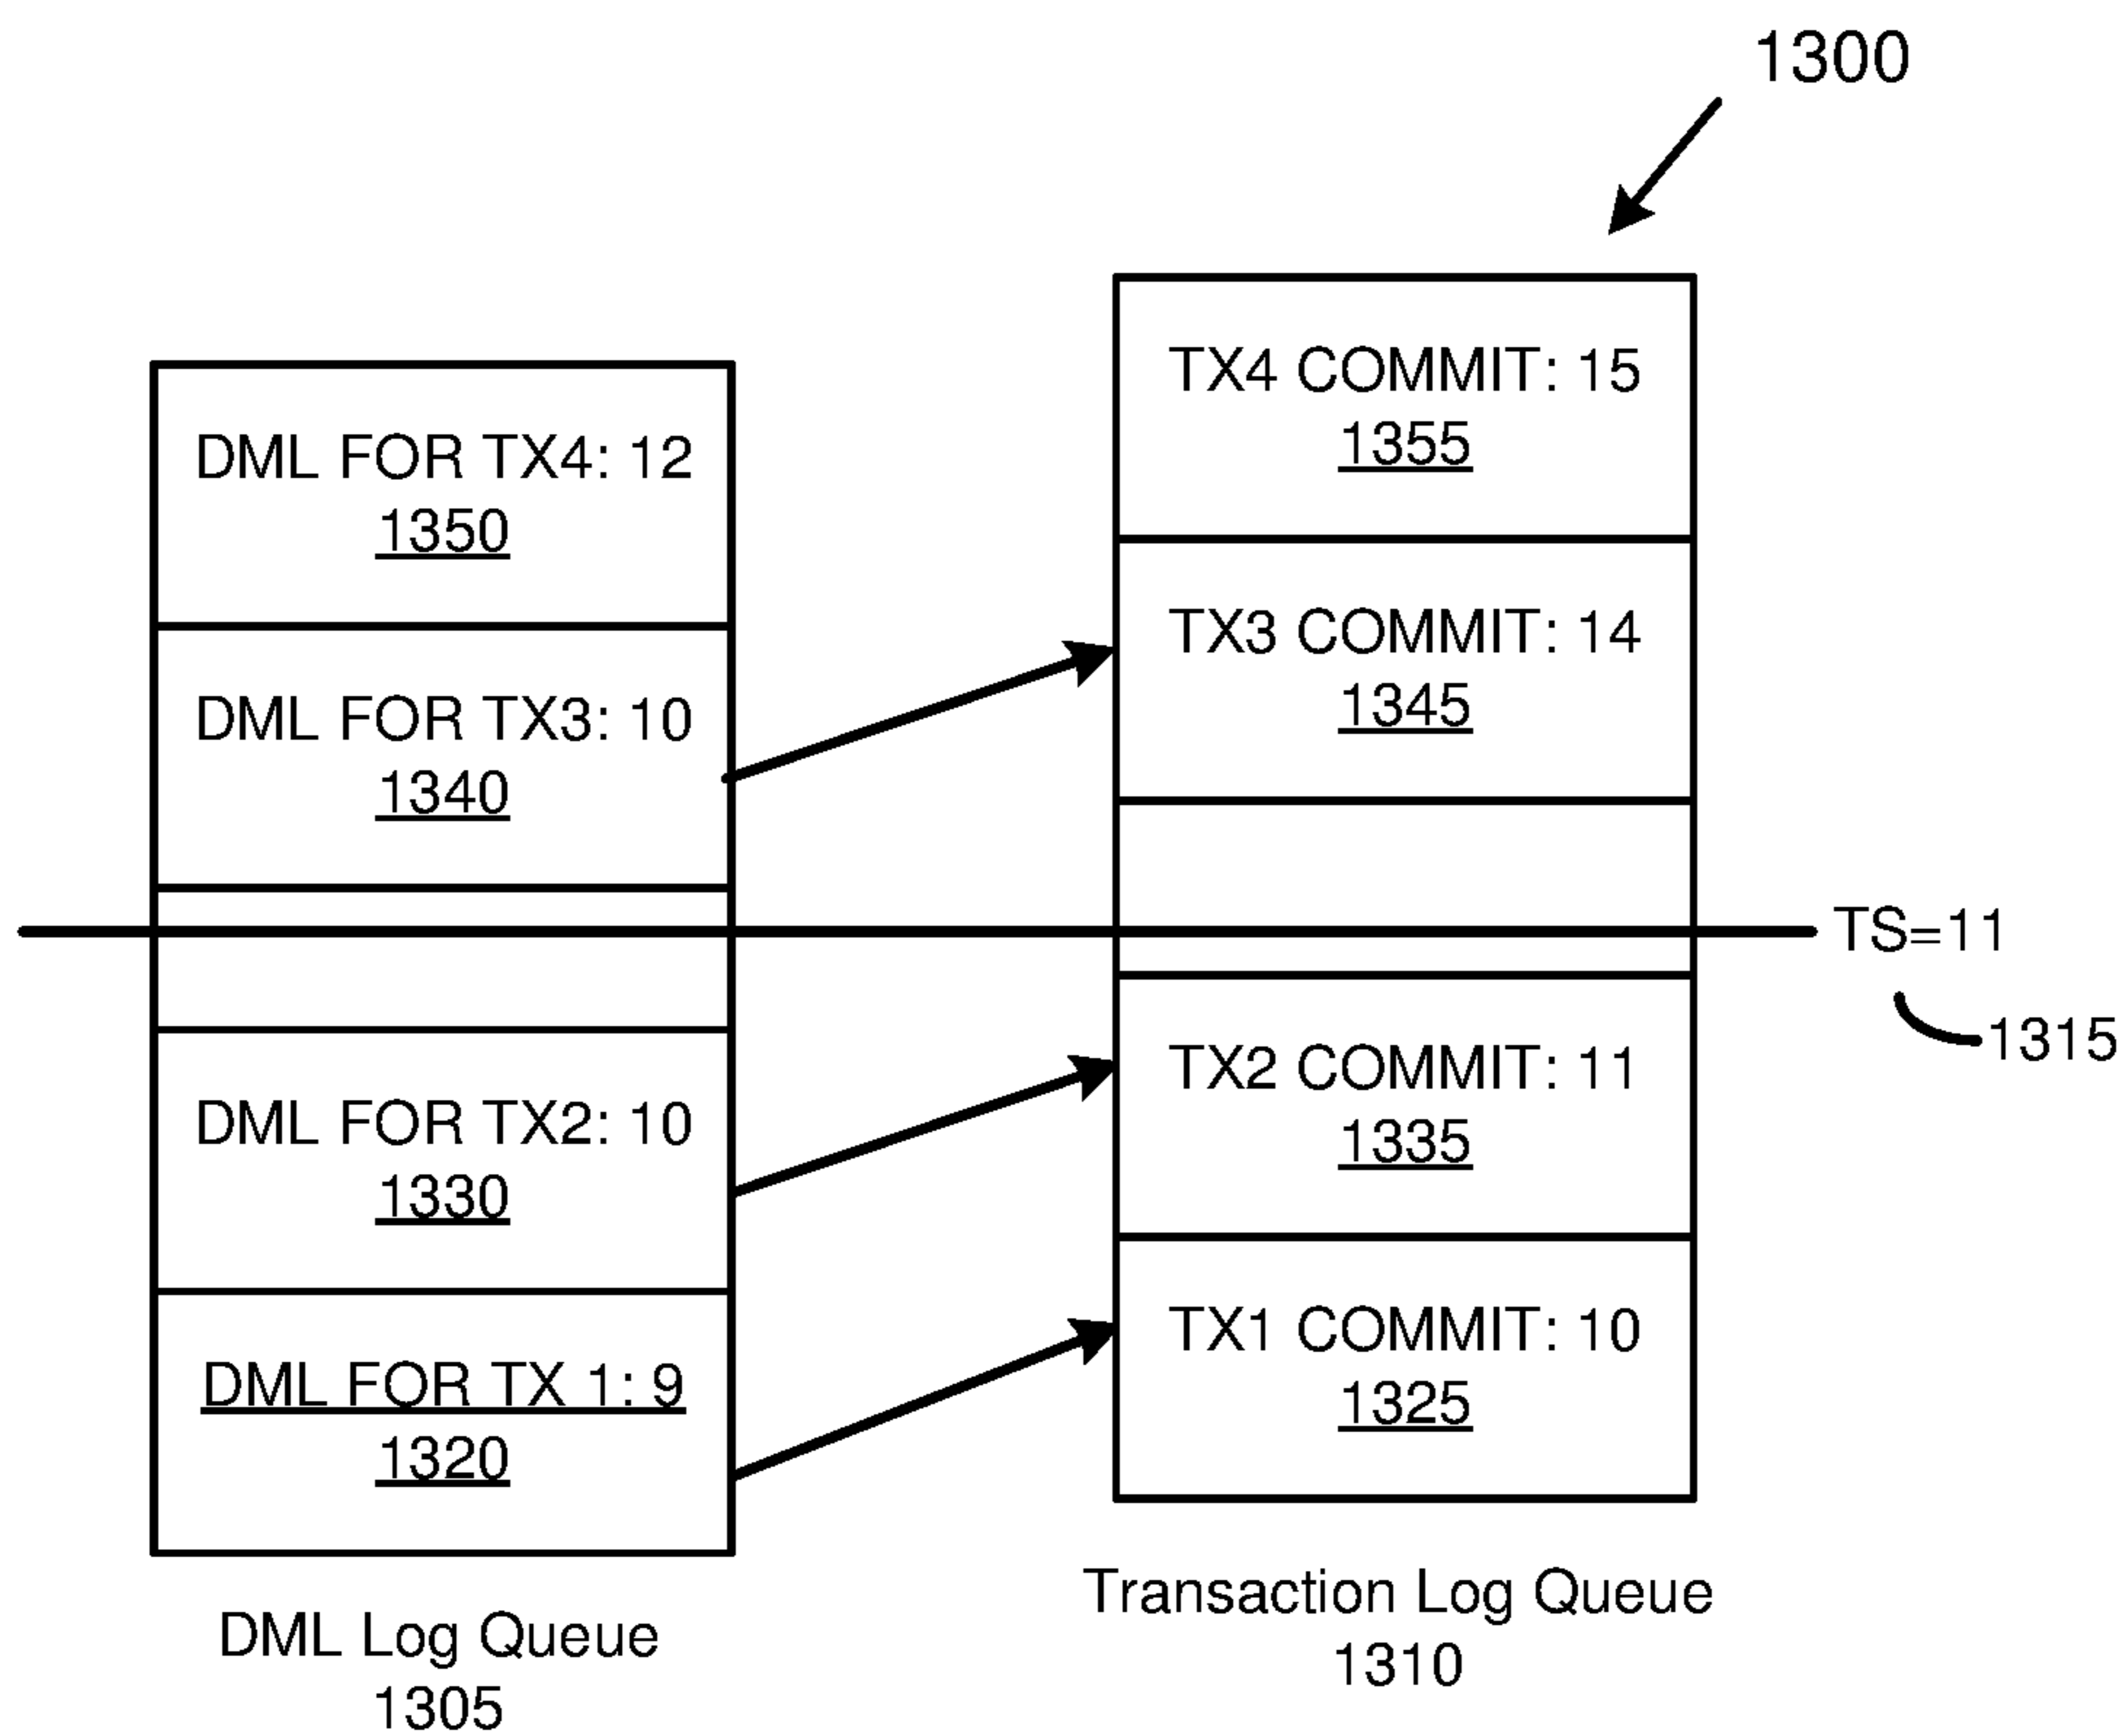 1300
DML FOR TX4: 12
1350
DML FOR TX3: 10
1340
DML FOR TX2: 10
1330
DML FOR TX 1: 9
1320
DML Log Queue
1305
TX4 COMMIT: 15
1355
TX3 COMMIT: 14
1345
TX2 COMMIT: 11
1335
TX1 COMMIT: 10
1325
Transaction Log Queue
1310
TS=11
1315